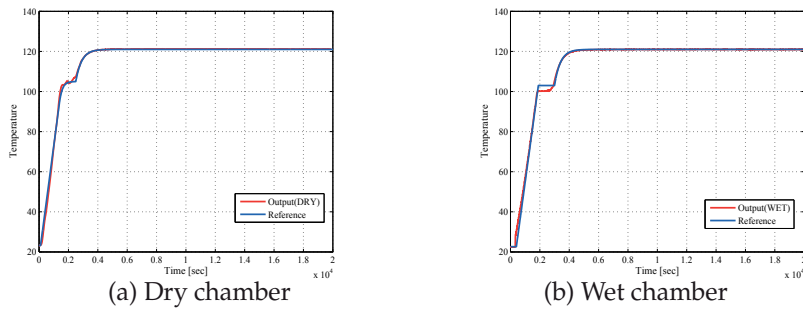 140
120
100
80
60
40
20
Temperature
Output(DRY)
Reference
0 0.2 0.4 0.6 0.8 1 1.2 1.4 1.6 1.8 2
Time [sec]
x 10⁴
(a) Dry chamber
140
120
100
80
60
40
20
Temperature
Output(WET)
Reference
0 0.2 0.4 0.6 0.8 1 1.2 1.4 1.6 1.8 2
Time [sec]
x 10⁴
(b) Wet chamber